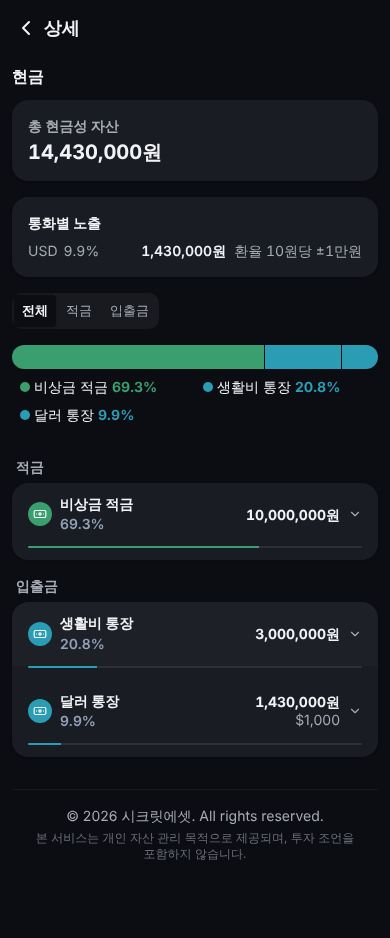 상세
현금
총 현금성 자산
14,430,000원
통화별 노출
USD 9.9% 1,430,000원 환율 10원당 ±1만원
전체 적금 입출금
비상금 적금 69.3% 생활비 통장 20.8%
달러 통장 9.9%
적금
비상금 적금
69.3%
10,000,000원
입출금
생활비 통장
20.8%
3,000,000원
달러 통장
9.9%
1,430,000원
$1,000
© 2026 시크릿에셋. All rights reserved.
본 서비스는 개인 자산 관리 목적으로 제공되며, 투자 조언을
포함하지 않습니다.